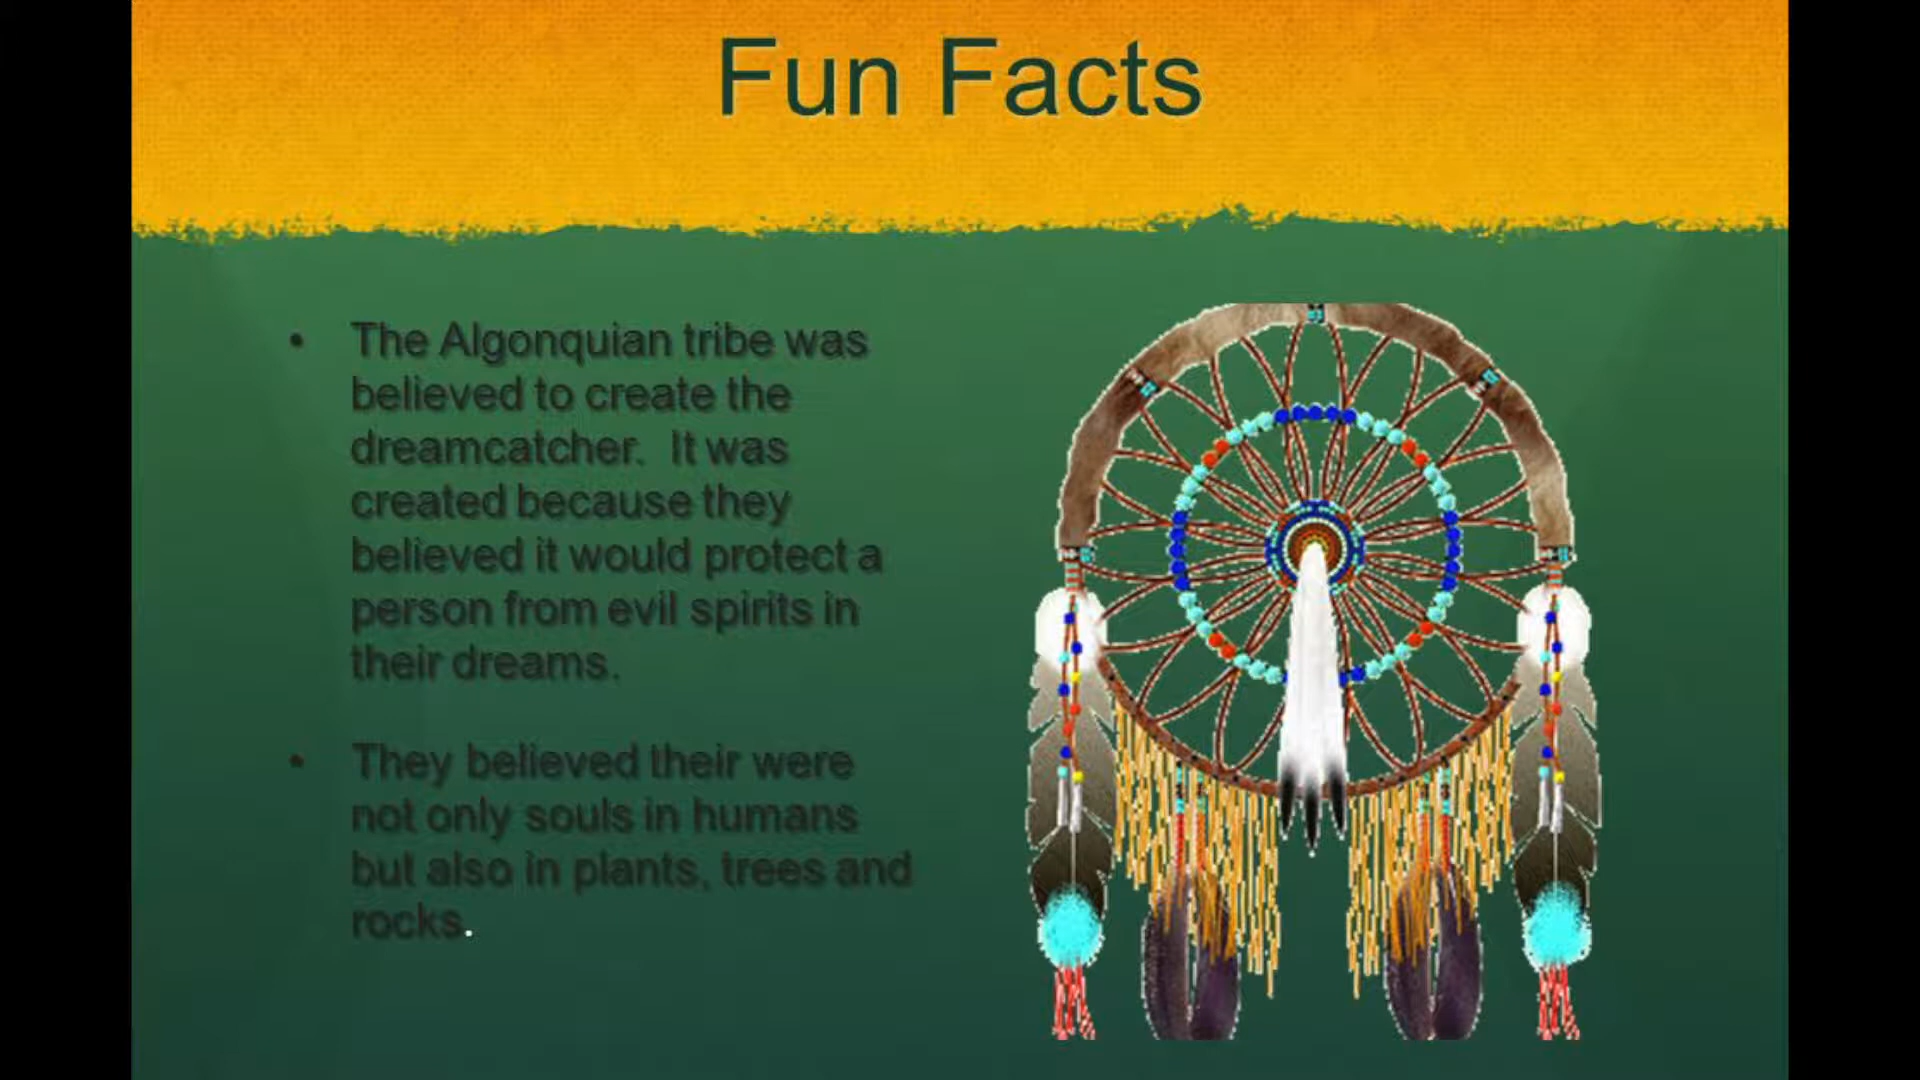 Fun Facts
• The Algonquian tribe was
believed to create the
dreamcatcher. It was
created because they
believed it would protect a
person from evil spirits in
their dreams.
• They believed their were
not only souls in humans
but also in plants, trees and
rocks.